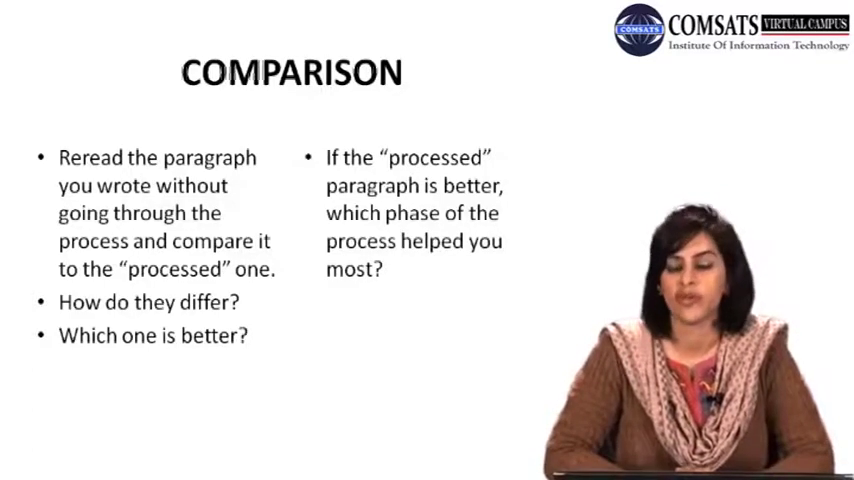 COMSATS VIRTUAL CAMPUS
Institute Of Information Technology
COMSATS
COMPARISON
• Reread the paragraph
you wrote without
going through the
process and compare it
to the “processed” one.
• How do they differ?
• Which one is better?
• If the “processed”
paragraph is better,
which phase of the
process helped you
most?